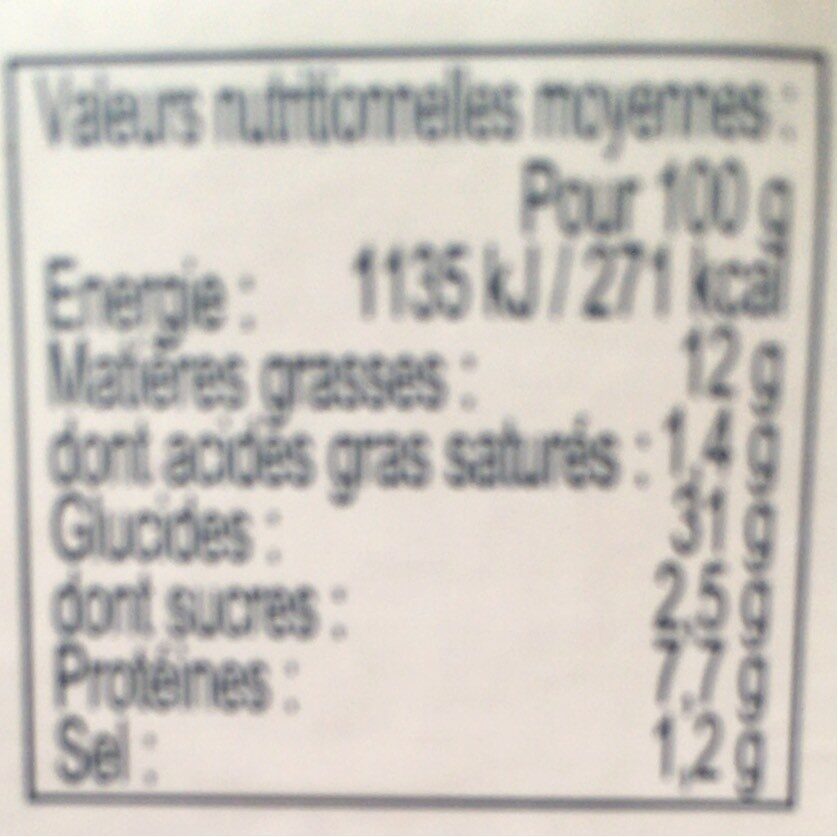 Valeurs nutritionnelles moyennes :
Pour 100 g
Energie : 1135 kJ / 271 kcal
Matières grasses : 12 g
dont acides gras saturés : 1,4 g
Glucides : 31 g
dont sucres : 2,5 g
Protéines : 7,7 g
Sel : 1,2 g